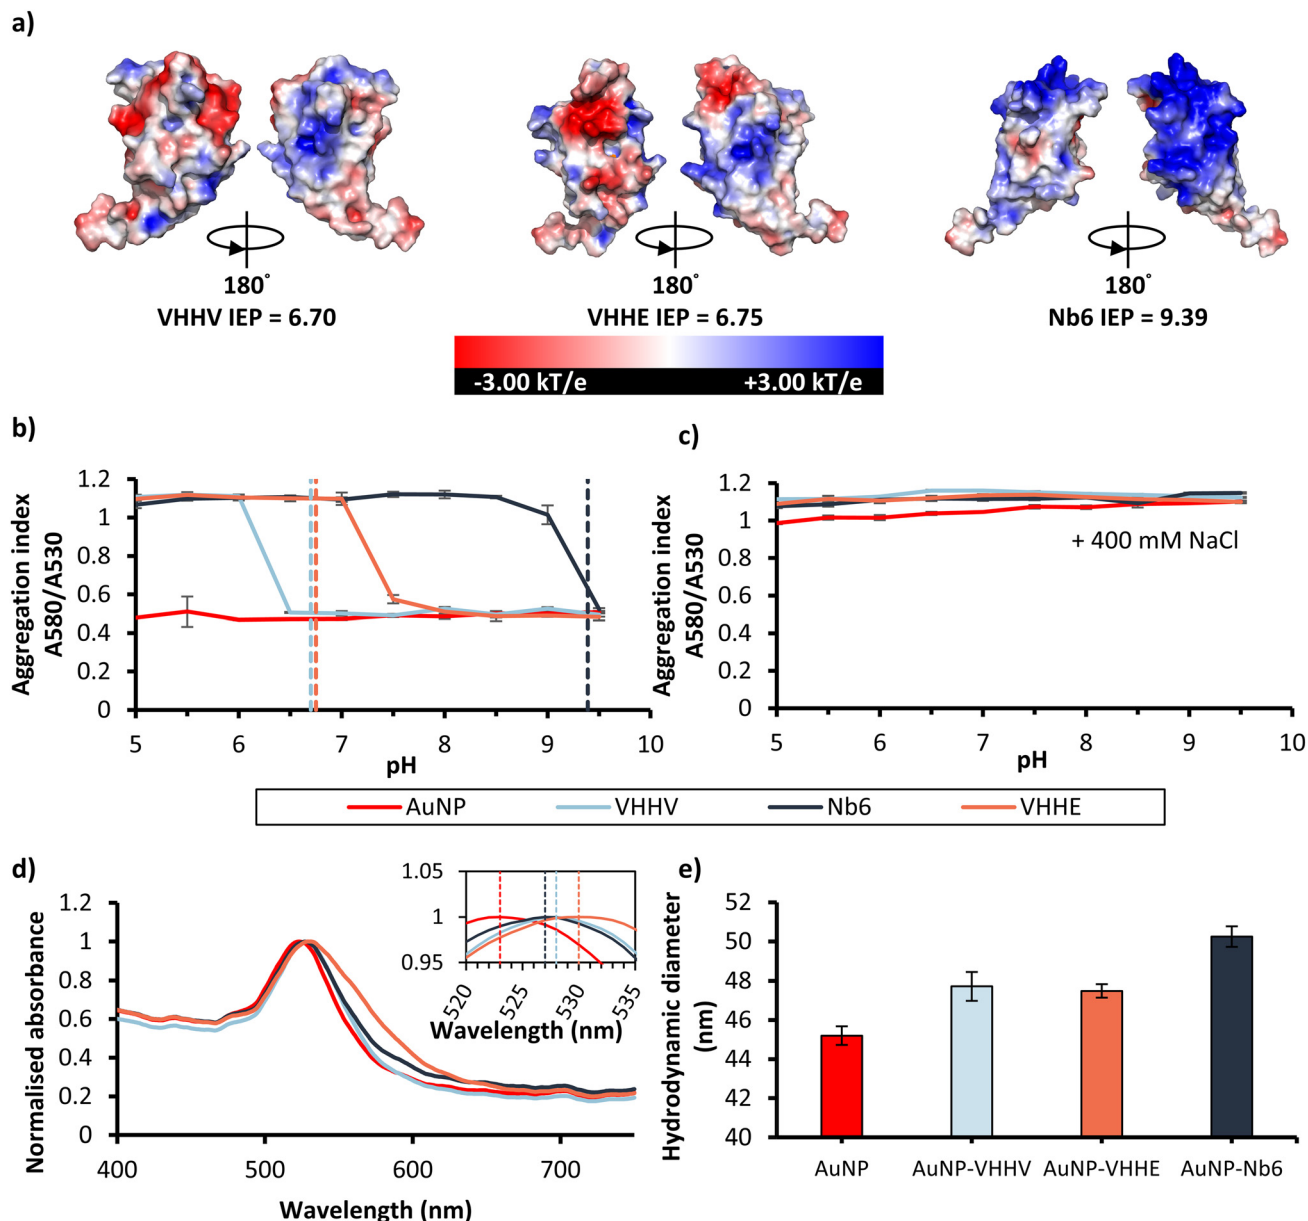 a)
180°
180°
180°
VHHV IEP = 6.70
VHHE IEP = 6.75
Nb6 IEP = 9.39
-3.00 kT/e +3.00 kT/e
b)
Aggregation index
A580/A530
1.2
1
0.8
0.6
0.4
0.2
0
5 6 7 8 9 10
pH
c)
Aggregation index
A580/A530
1.2
1
0.8
0.6
0.4
0.2
0
+ 400 mM NaCl
5 6 7 8 9 10
pH
AuNP VHHV Nb6 VHHE
d)
Normalised absorbance
1.2
1
0.8
0.6
0.4
0.2
0
400 500 600 700
Wavelength (nm)
1.05
1
0.95
520 525 530 535
Wavelength (nm)
e)
Hydrodynamic diameter
(nm)
52
50
48
46
44
42
40
AuNP AuNP-VHHV AuNP-VHHE AuNP-Nb6